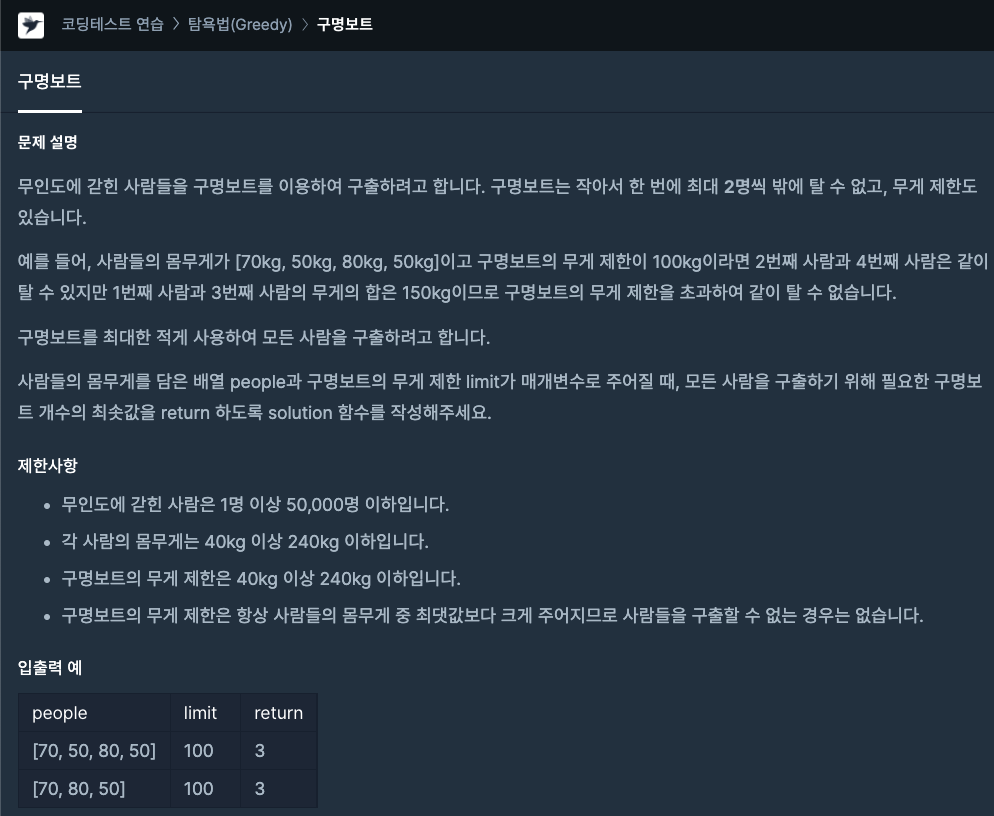 코딩테스트 연습 > 탐욕법(Greedy) > 구명보트
구명보트
문제 설명
무인도에 갇힌 사람들을 구명보트를 이용하여 구출하려고 합니다. 구명보트는 작아서 한 번에 최대 2명씩 밖에 탈 수 없고, 무게 제한도
있습니다.
예를 들어, 사람들의 몸무게가 [70kg, 50kg, 80kg, 50kg]이고 구명보트의 무게 제한이 100kg이라면 2번째 사람과 4번째 사람은 같이
탈 수 있지만 1번째 사람과 3번째 사람의 무게의 합은 150kg이므로 구명보트의 무게 제한을 초과하여 같이 탈 수 없습니다.
구명보트를 최대한 적게 사용하여 모든 사람을 구출하려고 합니다.
사람들의 몸무게를 담은 배열 people과 구명보트의 무게 제한 limit가 매개변수로 주어질 때, 모든 사람을 구출하기 위해 필요한 구명보
트 개수의 최솟값을 return 하도록 solution 함수를 작성해주세요.
제한사항
• 무인도에 갇힌 사람은 1명 이상 50,000명 이하입니다.
• 각 사람의 몸무게는 40kg 이상 240kg 이하입니다.
• 구명보트의 무게 제한은 40kg 이상 240kg 이하입니다.
• 구명보트의 무게 제한은 항상 사람들의 몸무게 중 최댓값보다 크게 주어지므로 사람들을 구출할 수 없는 경우는 없습니다.
입출력 예
people limit return
[70, 50, 80, 50] 100 3
[70, 80, 50] 100 3